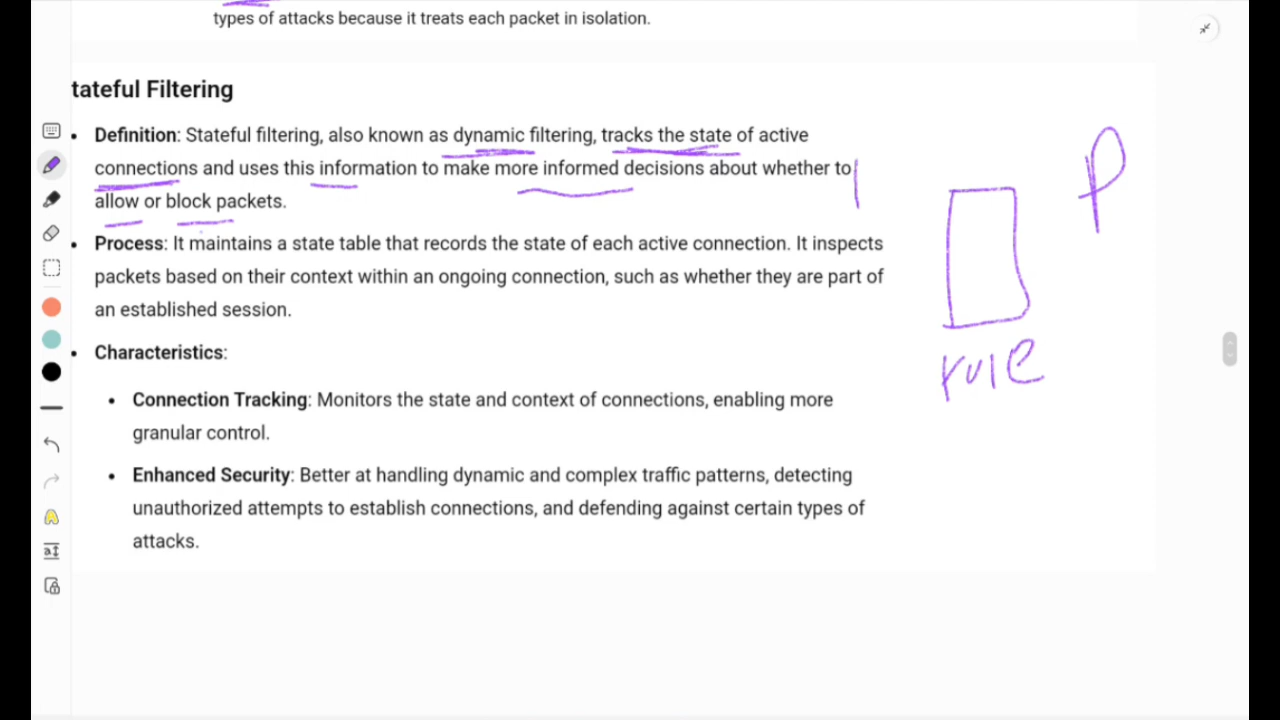 types of attacks because it treats each packet in isolation.
tateful Filtering
• Definition: Stateful filtering, also known as dynamic filtering, tracks the state of active
connections and uses this information to make more informed decisions about whether to
allow or block packets.
• Process: It maintains a state table that records the state of each active connection. It inspects
packets based on their context within an ongoing connection, such as whether they are part of
an established session.
• Characteristics:
• Connection Tracking: Monitors the state and context of connections, enabling more
granular control.
• Enhanced Security: Better at handling dynamic and complex traffic patterns, detecting
unauthorized attempts to establish connections, and defending against certain types of
attacks.
P
rule